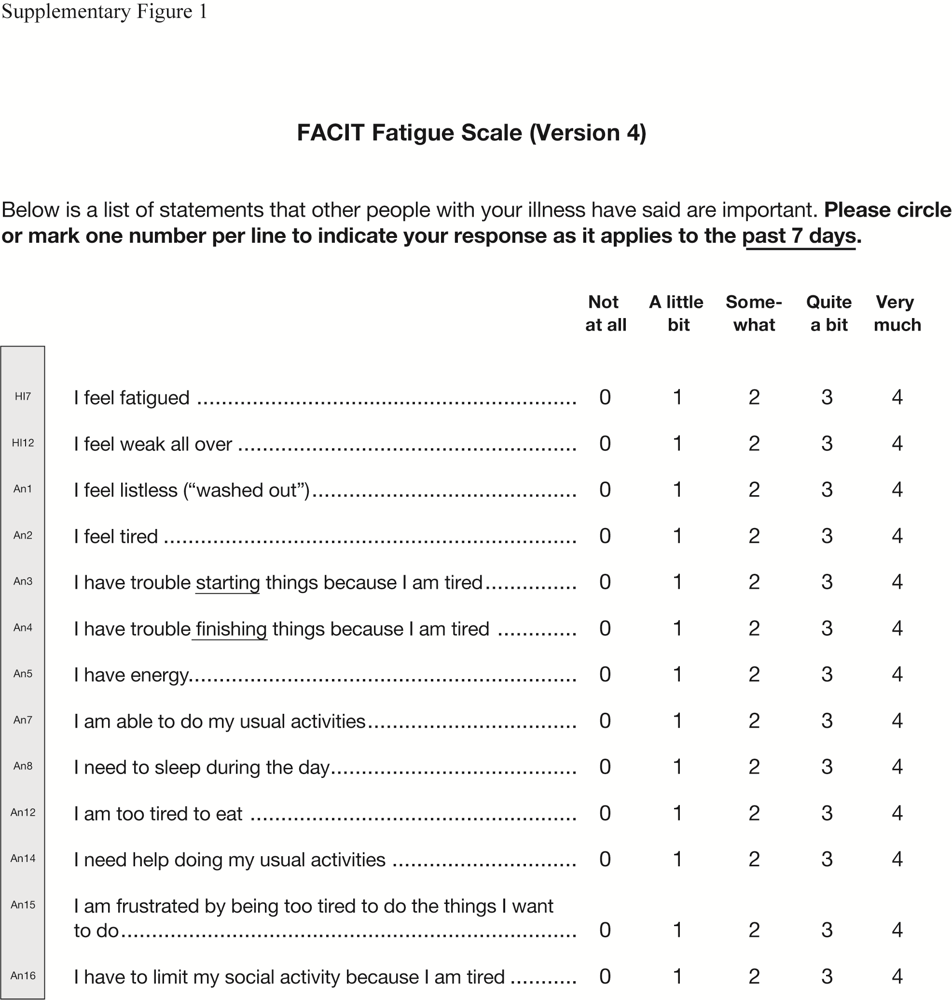 Supplementary Figure 1
FACIT Fatigue Scale (Version 4)
Below is a list of statements that other people with your illness have said are important. Please circle
or mark one number per line to indicate your response as it applies to the past 7 days.
Not at all A little bit Some-what Quite a bit Very much
HI7 I feel fatigued ............................................................. 0 1 2 3 4
HI12 I feel weak all over ...................................................... 0 1 2 3 4
An1 I feel listless (“washed out”)........................................... 0 1 2 3 4
An2 I feel tired .................................................................. 0 1 2 3 4
An3 I have trouble starting things because I am tired............... 0 1 2 3 4
An4 I have trouble finishing things because I am tired ............. 0 1 2 3 4
An5 I have energy............................................................... 0 1 2 3 4
An7 I am able to do my usual activities.................................. 0 1 2 3 4
An8 I need to sleep during the day........................................ 0 1 2 3 4
An12 I am too tired to eat ..................................................... 0 1 2 3 4
An14 I need help doing my usual activities .............................. 0 1 2 3 4
An15 I am frustrated by being too tired to do the things I want
to do.......................................................................... 0 1 2 3 4
An16 I have to limit my social activity because I am tired ........... 0 1 2 3 4